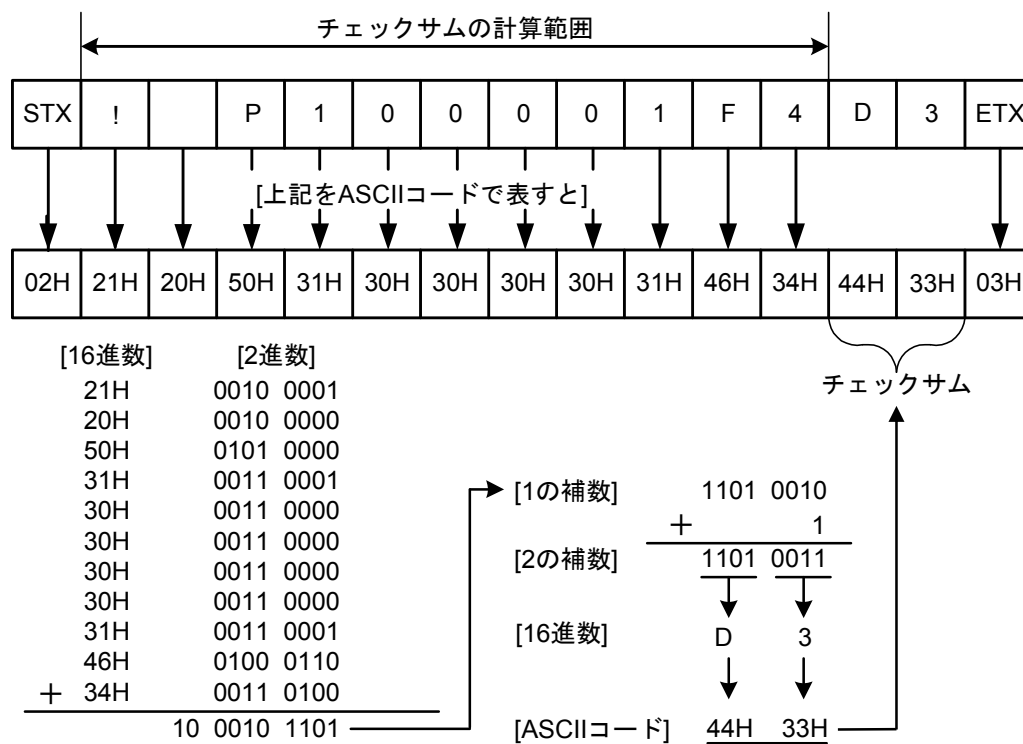 チェックサムの計算範囲
STX ! P 1 0 0 0 0 1 F 4 D 3 ETX
[上記をASCIIコードで表すと]
02H 21H 20H 50H 31H 30H 30H 30H 30H 31H 46H 34H 44H 33H 03H
[16進数] [2進数]
21H 0010 0001
20H 0010 0000
50H 0101 0000
31H 0011 0001
30H 0011 0000
30H 0011 0000
30H 0011 0000
30H 0011 0000
31H 0011 0001
46H 0100 0110
+ 34H 0011 0100
10 0010 1101
チェックサム
[1の補数] 1101 0010
+ 1
[2の補数] 1101 0011
[16進数] D 3
[ASCIIコード] 44H 33H